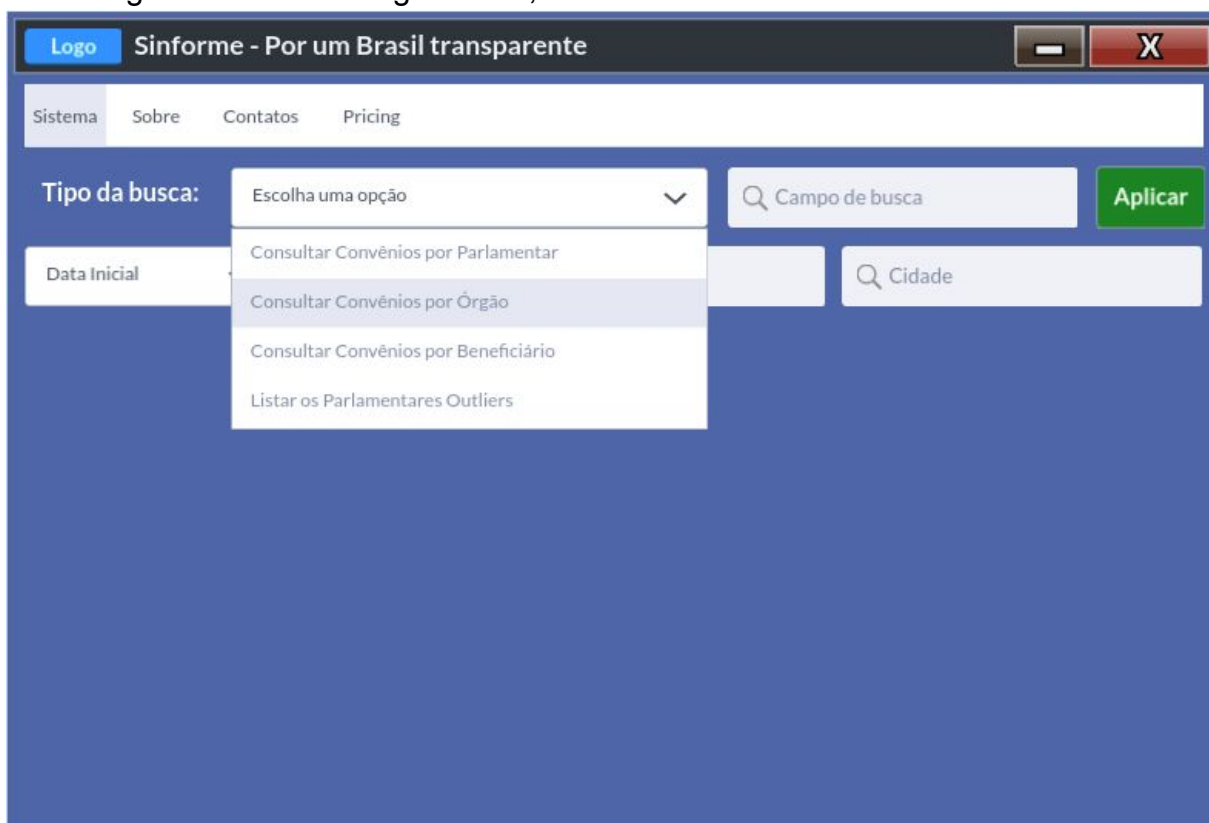 Logo Sinforme - Por um Brasil transparente X
Sistema Sobre Contatos Pricing
Tipo da busca: Escolha uma opção Campo de busca Aplicar
Consultar Convênios por Parlamentar
Data Inicial Cidade
Consultar Convênios por Órgão
Consultar Convênios por Beneficiário
Listar os Parlamentares Outliers